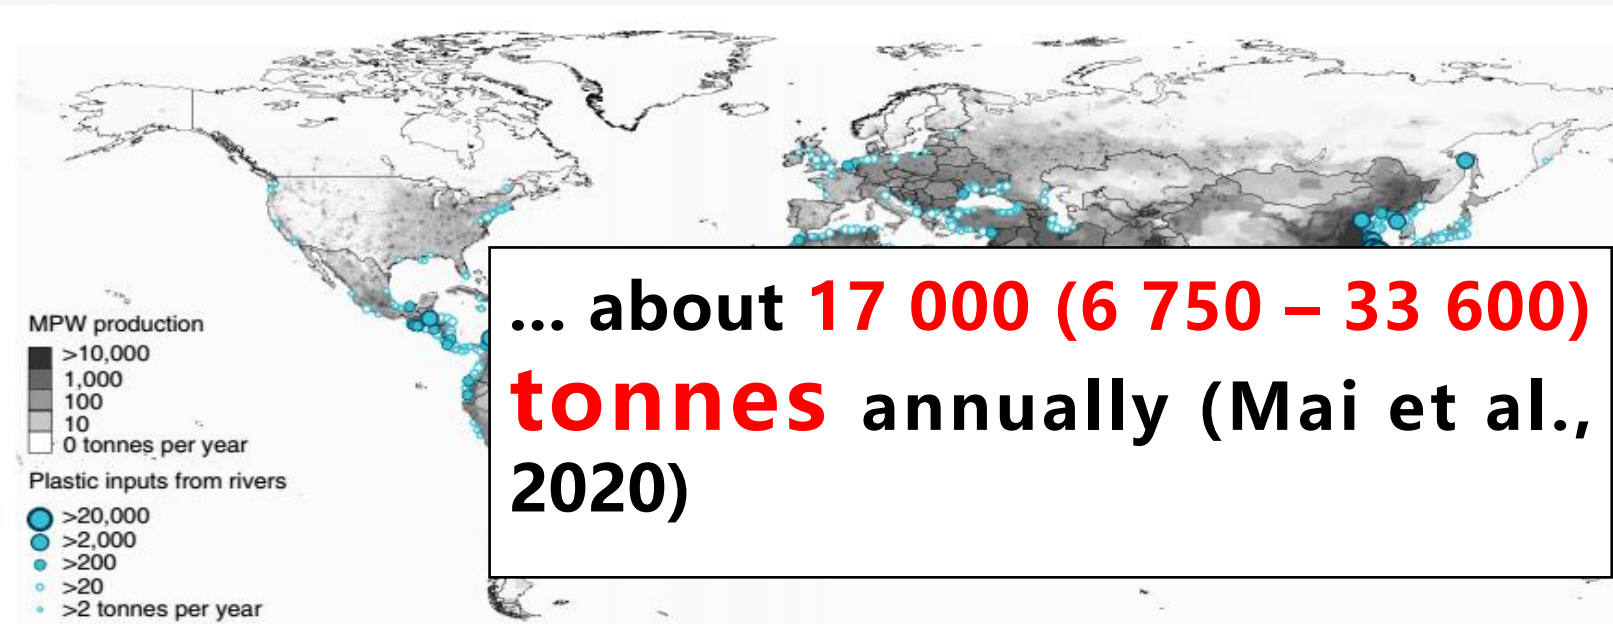 ... about 17 000 (6 750 – 33 600)
tonnes annually (Mai et al.,
2020)
MPW production
>10,000
1,000
100
10
0 tonnes per year
Plastic inputs from rivers
>20,000
>2,000
>200
>20
>2 tonnes per year